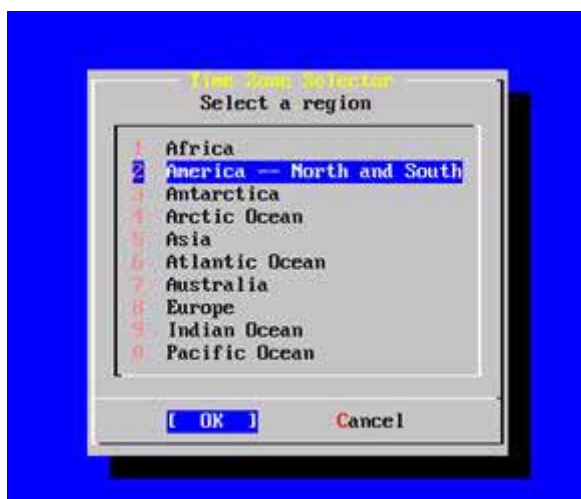 Time Zone Selector
Select a region
1 Africa
2 America -- North and South
3 Antarctica
4 Arctic Ocean
5 Asia
6 Atlantic Ocean
7 Australia
8 Europe
9 Indian Ocean
0 Pacific Ocean
[ OK ] Cancel